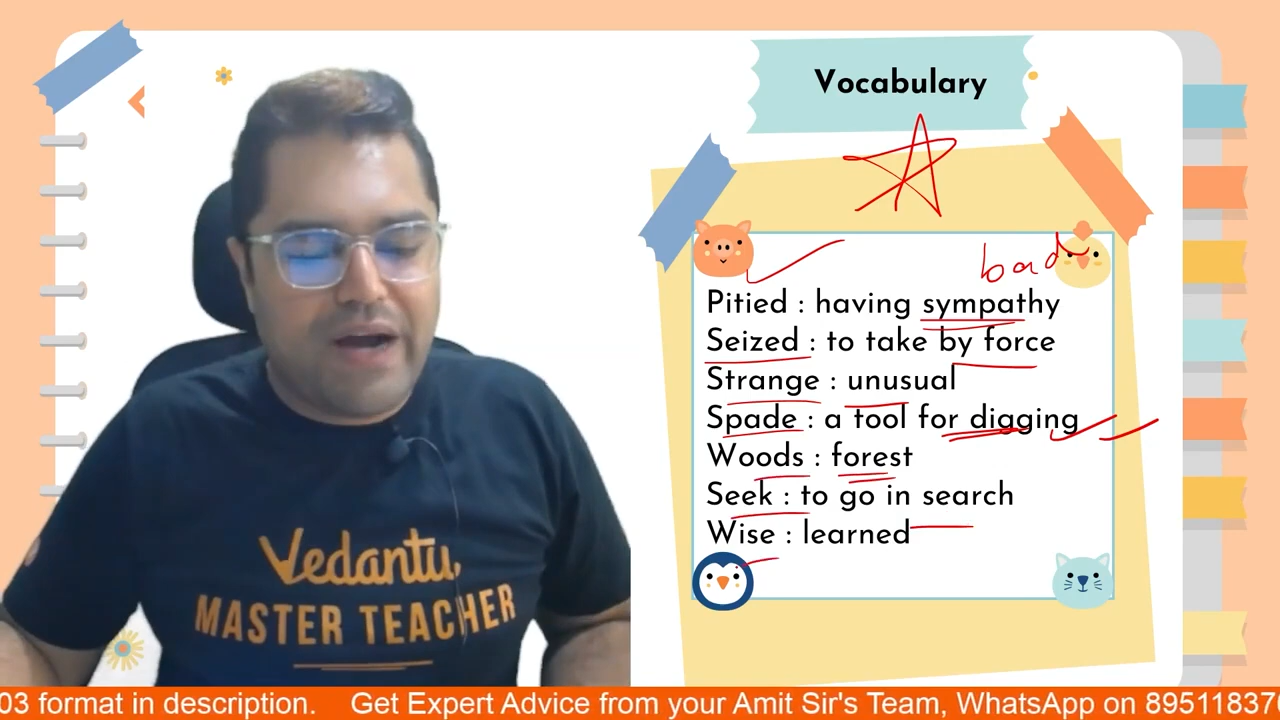 Vocabulary
bad
Pitied : having sympathy
Seized : to take by force
Strange : unusual
Spade : a tool for digging
Woods : forest
Seek : to go in search
Wise : learned
Vedantu
MASTER TEACHER
03 format in description. Get Expert Advice from your Amit Sir's Team, WhatsApp on 89511837